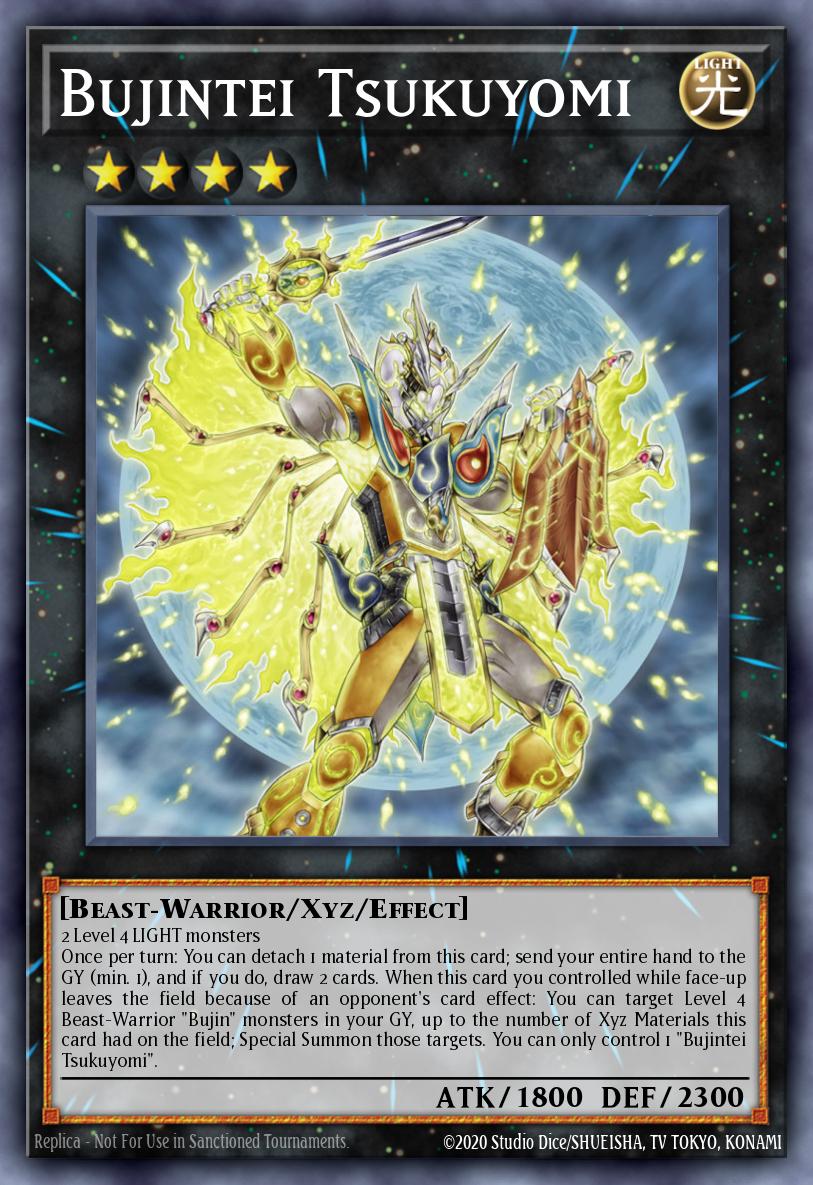 Bujintei Tsukuyomi
LIGHT
光
[Beast-Warrior/Xyz/Effect]
2 Level 4 LIGHT monsters
Once per turn: You can detach 1 material from this card; send your entire hand to the
GY (min. 1), and if you do, draw 2 cards. When this card you controlled while face-up
leaves the field because of an opponent's card effect: You can target Level 4
Beast-Warrior "Bujin" monsters in your GY, up to the number of Xyz Materials this
card had on the field; Special Summon those targets. You can only control 1 "Bujintei
Tsukuyomi".
ATK/1800 DEF/2300
Replica - Not For Use in Sanctioned Tournaments.
©2020 Studio Dice/SHUEISHA, TV TOKYO, KONAMI